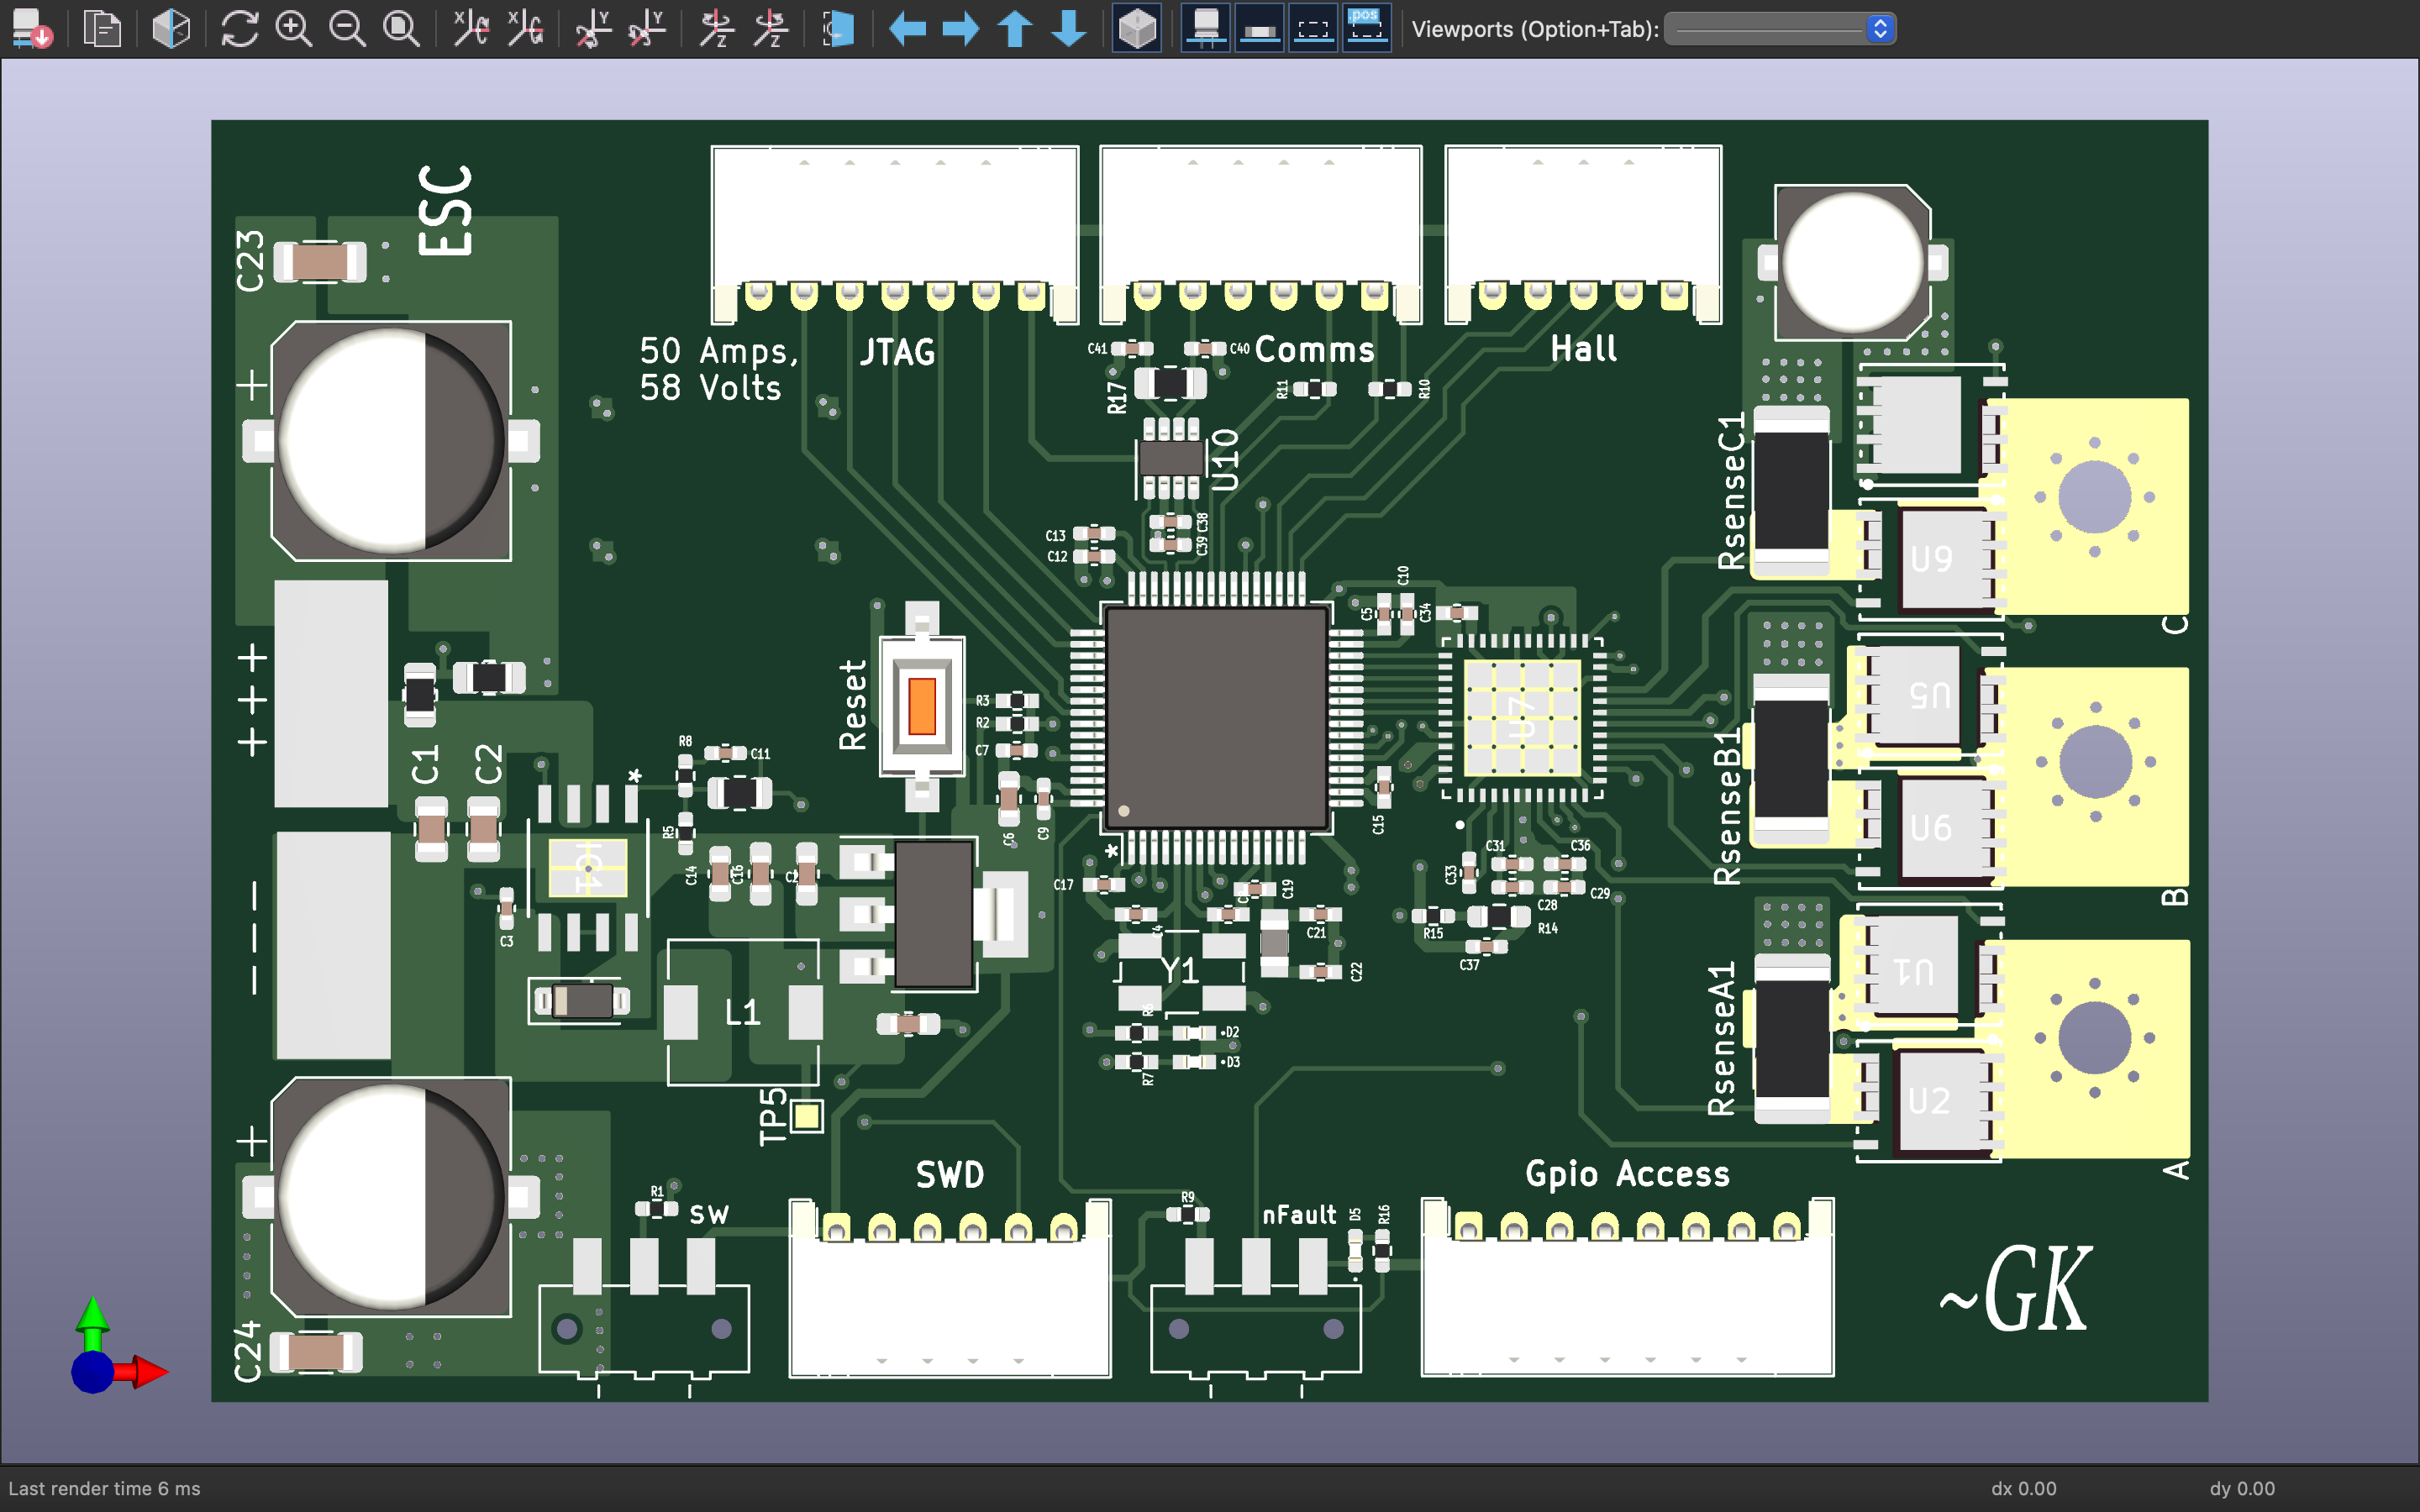 Viewports (Option+Tab):
.pos
X
X
Y
Y
Z
Z
ESC
C23
50 Amps,
58 Volts
JTAG
Comms
Hall
C41
C40
R17
R11
R10
U10
C13
C12
C38
C39
RsenseC1
U9
C
+
+++
C1
C2
Reset
R3
R2
C7
C6
C9
C5
C10
C34
U7
C15
RsenseB1
U5
U6
B
R8
C11
R5
*
IC1
C3
C14
C16
---
*
C17
C4
C19
C21
C22
Y1
C33
C31
C36
C28
C29
R15
R14
C37
RsenseA1
U1
U2
A
L1
TP5
R6
R7
•D2
•D3
+
C24
R1
SW
SWD
R9
nFault
D5
R16
Gpio Access
~GK
Last render time 6 ms
dx 0.00
dy 0.00